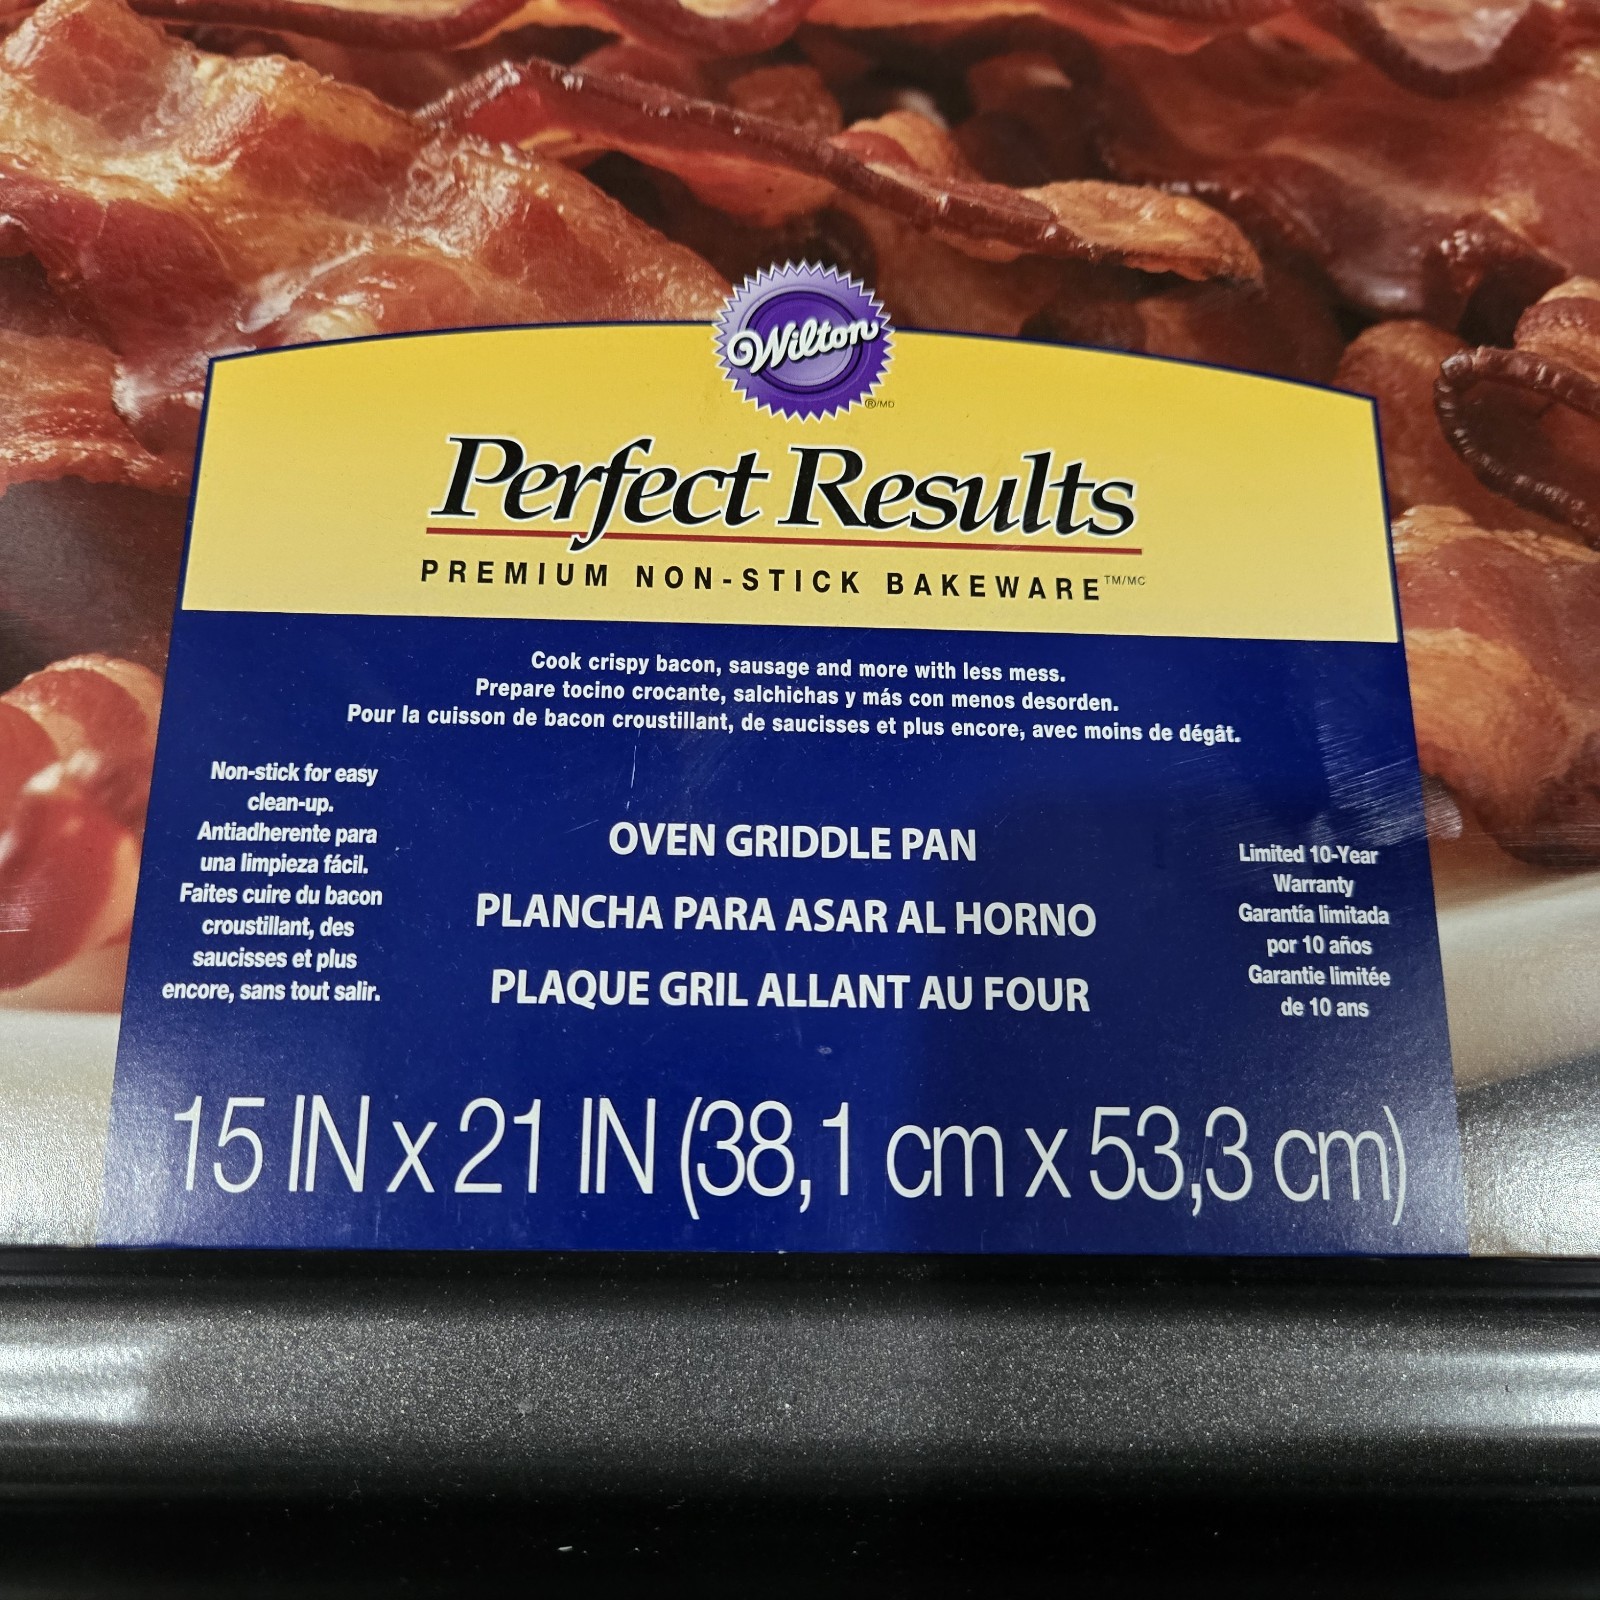 Wilton
®/MD
Perfect Results
PREMIUM NON-STICK BAKEWARE™/MC
Cook crispy bacon, sausage and more with less mess.
Prepare tocino crocante, salchichas y más con menos desorden.
Pour la cuisson de bacon croustillant, de saucisses et plus encore, avec moins de dégât.
Non-stick for easy
clean-up.
Antiadherente para
una limpieza fácil.
Faites cuire du bacon
croustillant, des
saucisses et plus
encore, sans tout salir.
OVEN GRIDDLE PAN
PLANCHA PARA ASAR AL HORNO
PLAQUE GRIL ALLANT AU FOUR
Limited 10-Year
Warranty
Garantía limitada
por 10 años
Garantie limitée
de 10 ans
15 IN x 21 IN (38,1 cm x 53,3 cm)